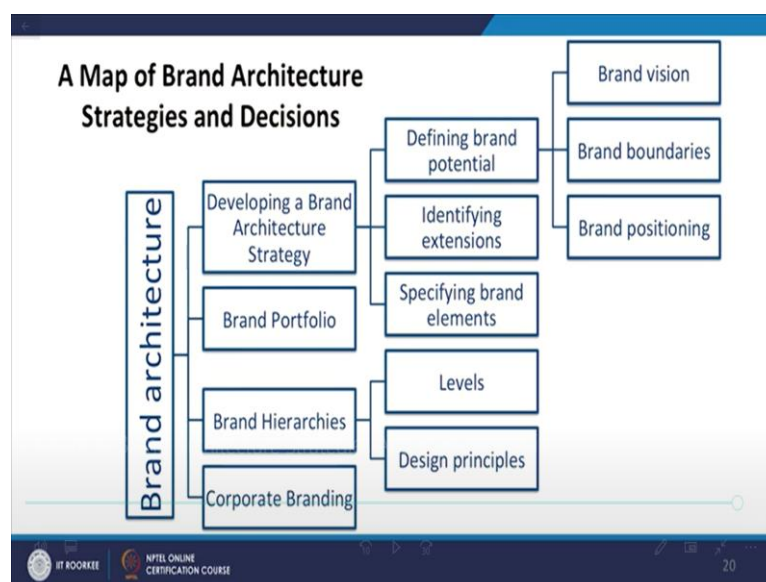 A Map of Brand Architecture
Strategies and Decisions
Brand architecture
Developing a Brand
Architecture
Strategy
Brand Portfolio
Brand Hierarchies
Corporate Branding
Defining brand
potential
Identifying
extensions
Specifying brand
elements
Levels
Design principles
Brand vision
Brand boundaries
Brand positioning
IIT ROORKEE
NPTEL ONLINE
CERTIFICATION COURSE
20